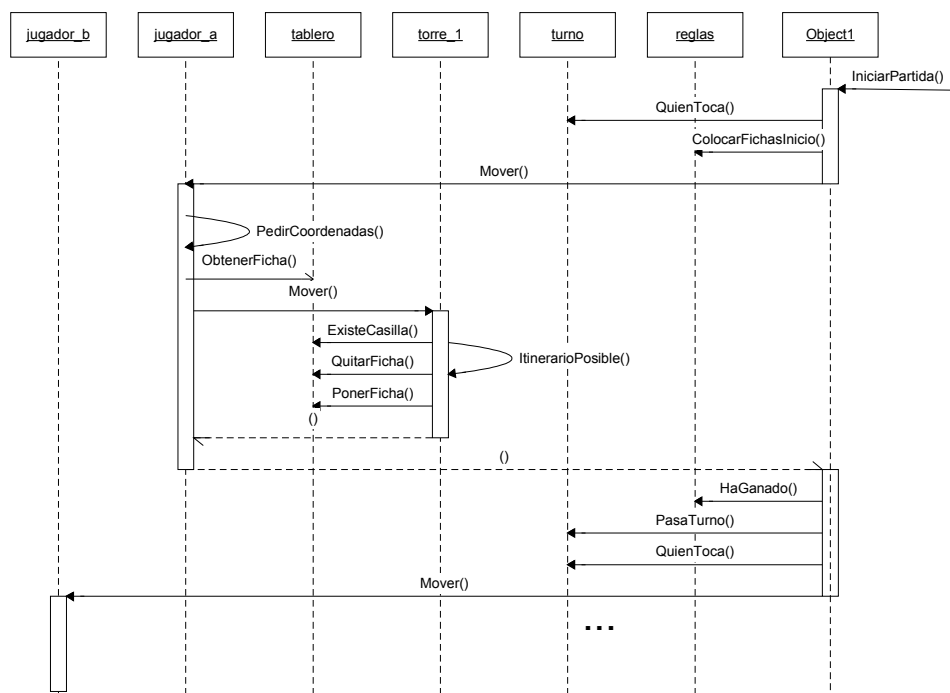 jugador_b jugador_a tablero torre_1 turno reglas Object1
IniciarPartida()
QuienToca()
ColocarFichasInicio()
Mover()
PedirCoordenadas()
ObtenerFicha()
Mover()
ExisteCasilla()
ItinerarioPosible()
QuitarFicha()
PonerFicha()
()
()
HaGanado()
PasaTurno()
QuienToca()
Mover()
...